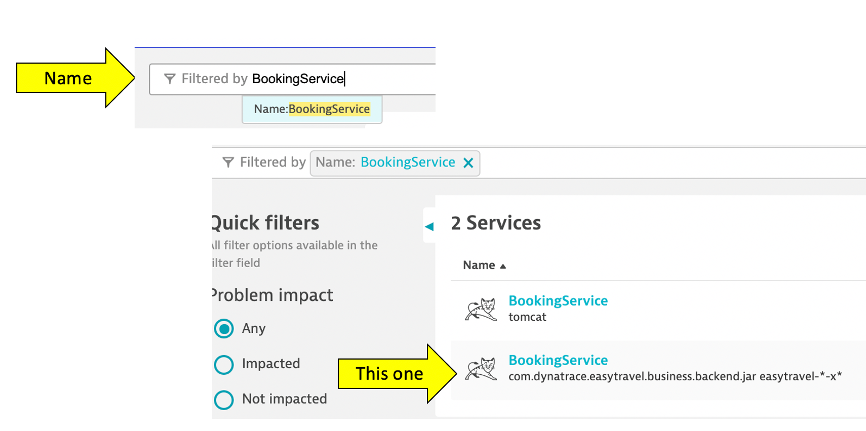 Name
Filtered by BookingService
Name:BookingService
Filtered by Name: BookingService ✕
Quick filters
All filter options available in the
filter field
Problem impact
Any
Impacted
Not impacted
2 Services
Name ▲
BookingService
tomcat
This one
BookingService
com.dynatrace.easytravel.business.backend.jar easytravel-*-x*